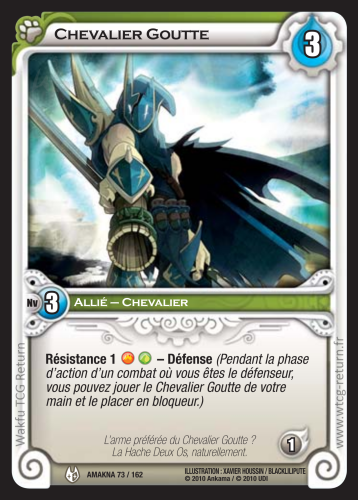 CHEVALIER GOUTTE
3
Nv 3 ALLIÉ – CHEVALIER
Résistance 1 – Défense (Pendant la phase
d'action d'un combat où vous êtes le défenseur,
vous pouvez jouer le Chevalier Goutte de votre
main et le placer en bloqueur.)
L'arme préférée du Chevalier Goutte ?
La Hache Deux Os, naturellement.
1
AMAKNA 73 / 162
ILLUSTRATION : XAVIER HOUSSIN / BLACKLILIPUTE
© 2010 Ankama / © 2010 UDI
Wakfu TCG Return
www.wtcg-return.fr